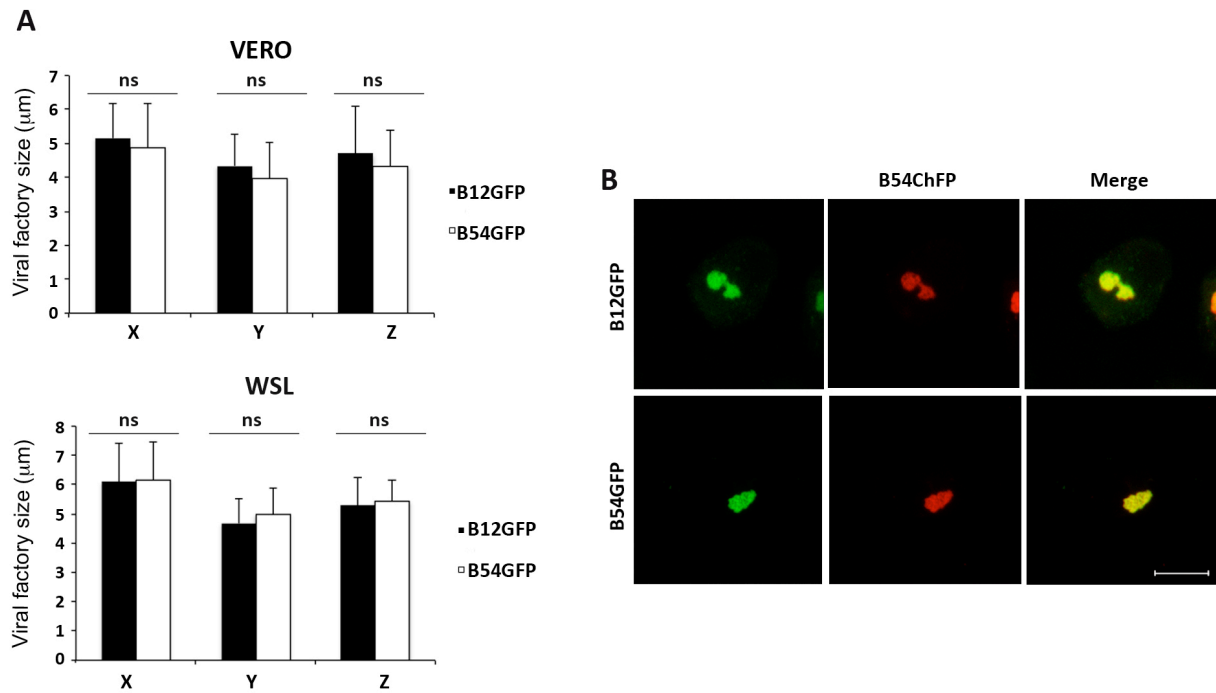 A
VERO
Viral factory size (μm)
7
6
5
4
3
2
1
0
ns
ns
ns
X
Y
Z
B12GFP
B54GFP
WSL
Viral factory size (μm)
8
7
6
5
4
3
2
1
0
ns
ns
ns
X
Y
Z
B12GFP
B54GFP
B
B54ChFP
Merge
B12GFP
B54GFP